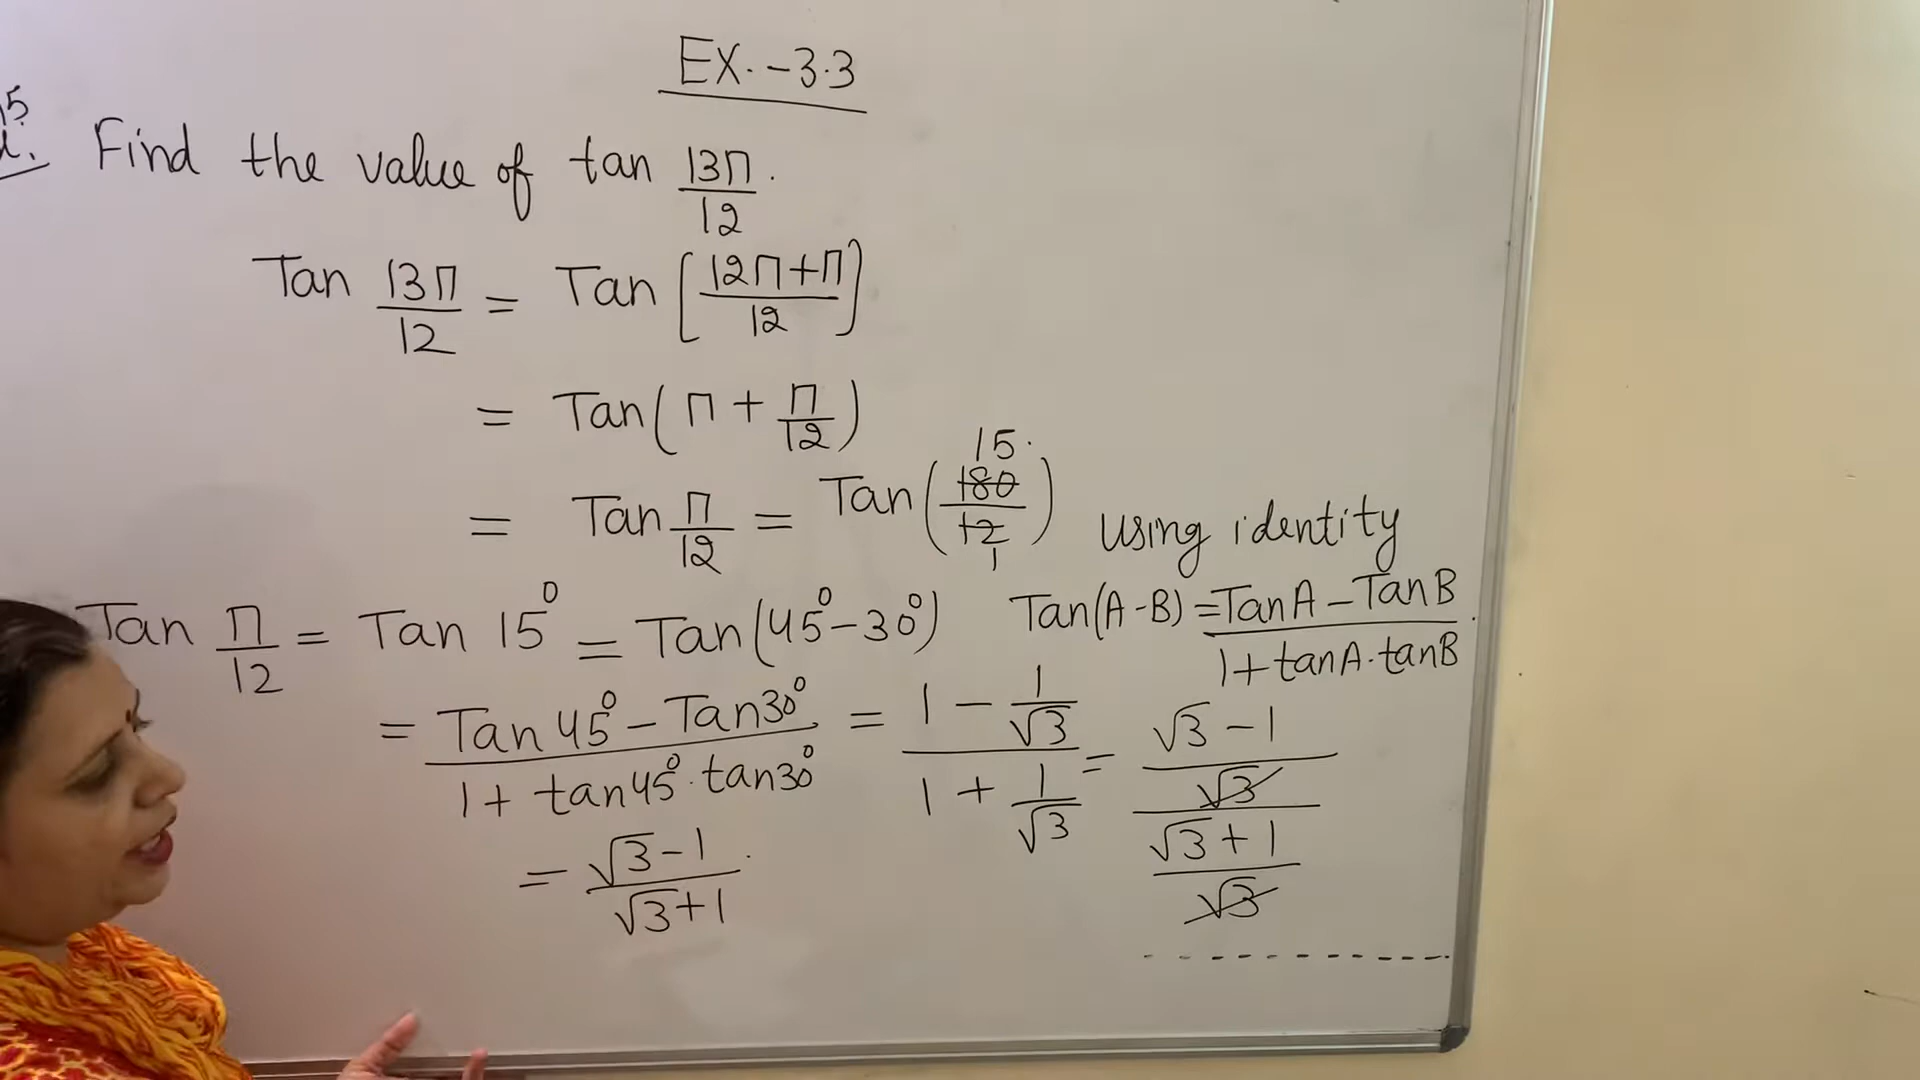 EX.-3.3
15
Find the value of tan 13π/12.
Tan 13π/12 = Tan [12π+π/12]
= Tan(π + π/12)
= Tan π/12 = Tan(180/12) 15. 1
using identity
Tan π/12 = Tan 15° = Tan(45°-30°)
Tan(A-B) = TanA - TanB / 1+tanA.tanB.
= Tan45° - Tan30° / 1+ tan45°.tan30° = 1 - 1/√3 / 1 + 1/√3 = √3 - 1/√3 / √3 + 1/√3
= √3-1 / √3+1